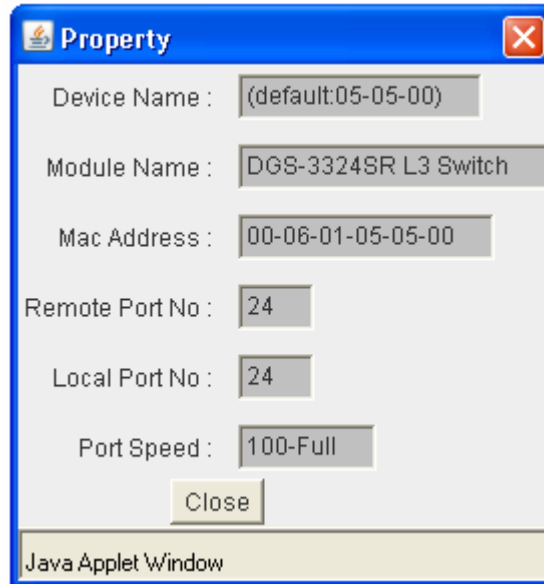 Property
Device Name : (default:05-05-00)
Module Name : DGS-3324SR L3 Switch
Mac Address : 00-06-01-05-05-00
Remote Port No : 24
Local Port No : 24
Port Speed : 100-Full
Close
Java Applet Window